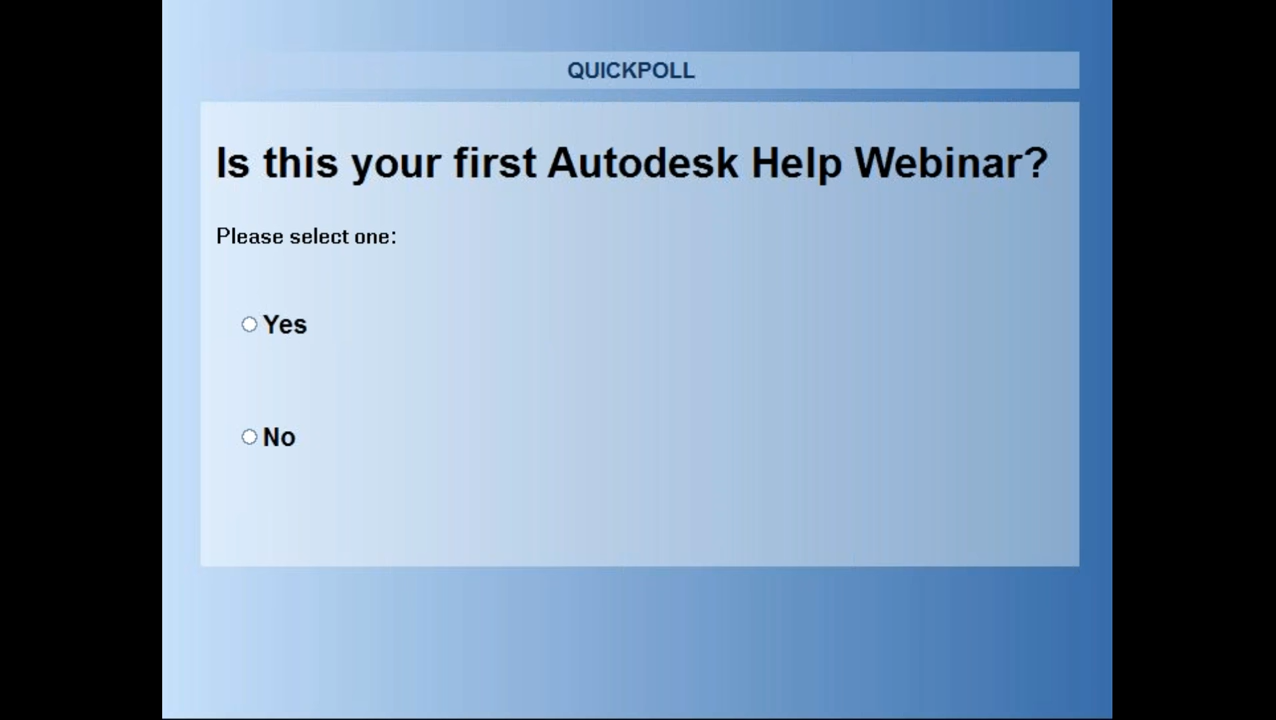 QUICKPOLL
Is this your first Autodesk Help Webinar?
Please select one:
Yes
No